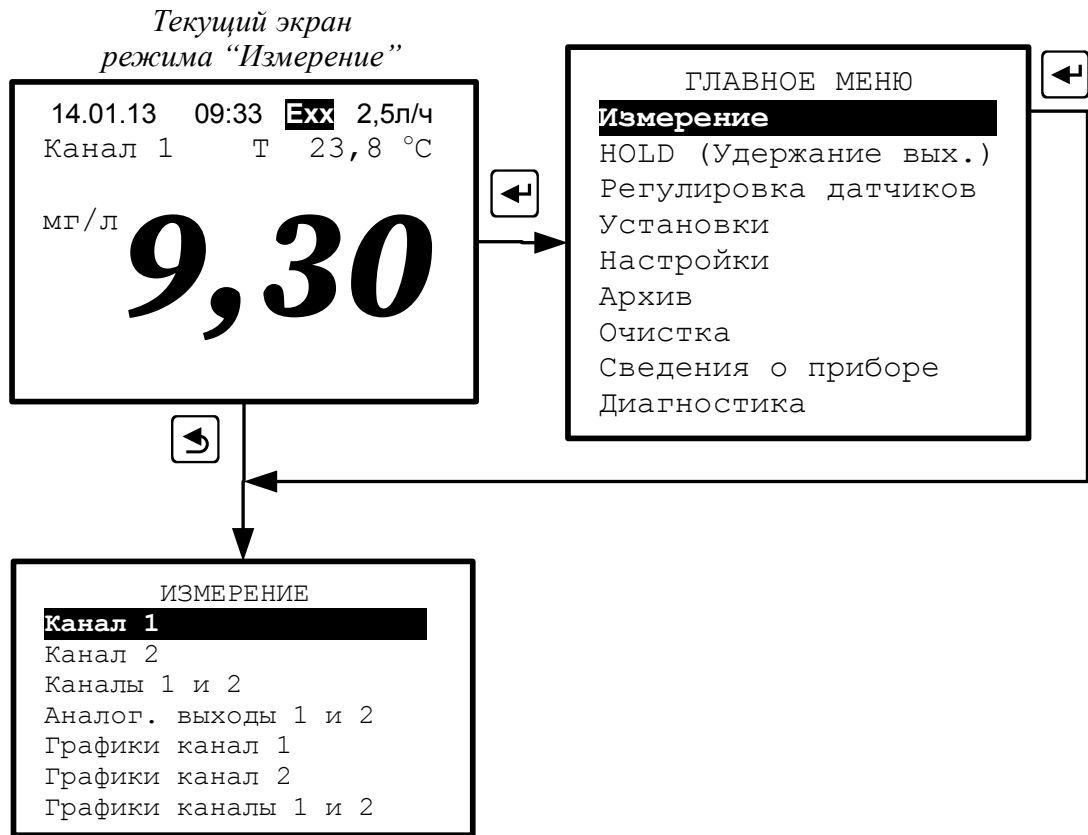 Текущий экран
режима “Измерение”
14.01.13 09:33 Exx 2,5л/ч
Канал 1 Т 23,8 °С
мг/л
9,30
ГЛАВНОЕ МЕНЮ
Измерение
HOLD (Удержание вых.)
Регулировка датчиков
Установки
Настройки
Архив
Очистка
Сведения о приборе
Диагностика
ИЗМЕРЕНИЕ
Канал 1
Канал 2
Каналы 1 и 2
Аналог. выходы 1 и 2
Графики канал 1
Графики канал 2
Графики каналы 1 и 2